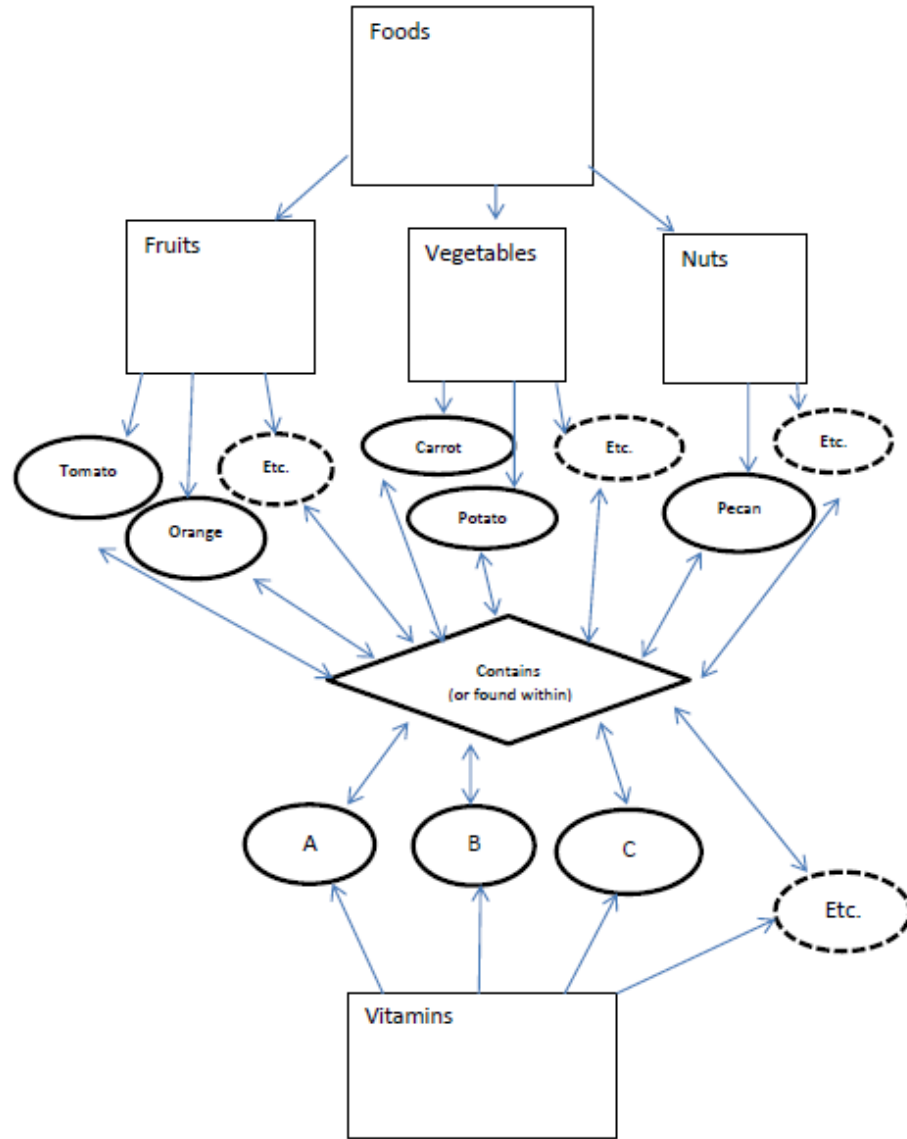 Foods
Fruits
Vegetables
Nuts
Tomato
Orange
Etc.
Carrot
Potato
Etc.
Pecan
Etc.
Contains
(or found within)
A
B
C
Etc.
Vitamins